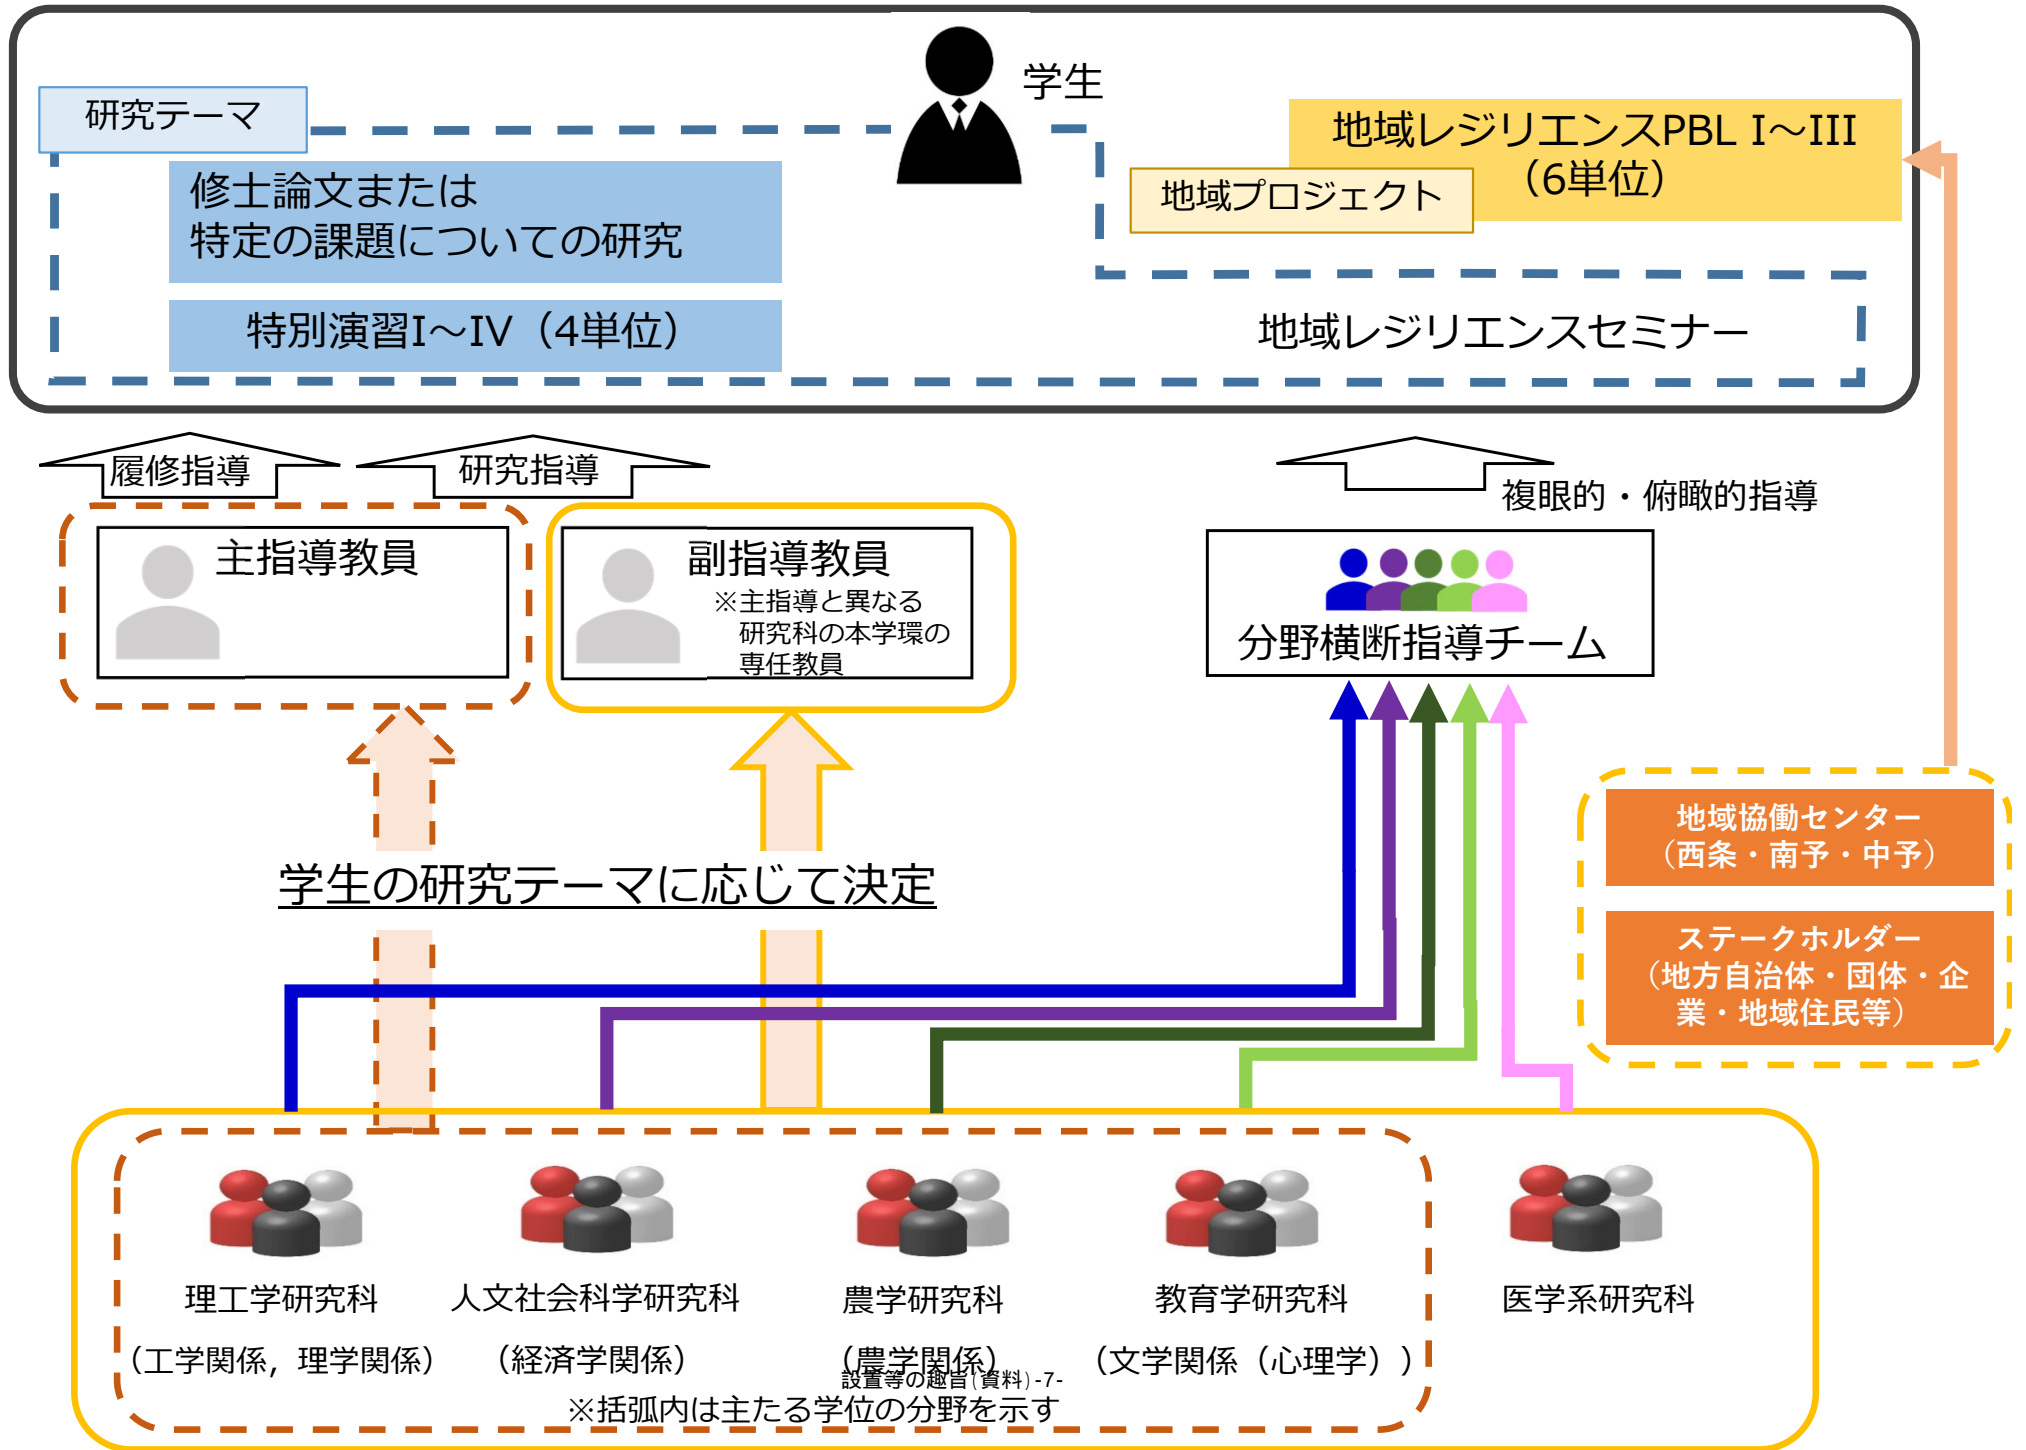 学生
研究テーマ
修士論文または
特定の課題についての研究
特別演習I～IV（4単位）
地域レジリエンスPBL I～III
（6単位）
地域プロジェクト
地域レジリエンスセミナー
履修指導
研究指導
複眼的・俯瞰的指導
主指導教員
副指導教員
※主指導と異なる
研究科の本学環の
専任教員
分野横断指導チーム
学生の研究テーマに応じて決定
地域協働センター
（西条・南予・中予）
ステークホルダー
（地方自治体・団体・企
業・地域住民等）
理工学研究科
（工学関係，理学関係）
人文社会科学研究科
（経済学関係）
農学研究科
（農学関係）
教育学研究科
（文学関係（心理学））
医学系研究科
設置等の趣旨(資料)-7-
※括弧内は主たる学位の分野を示す